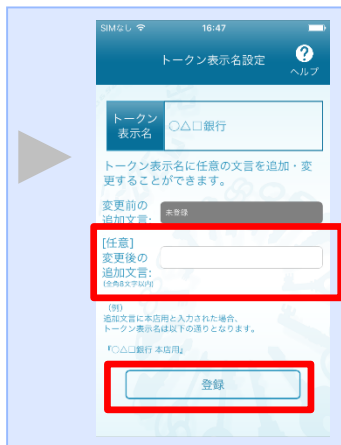 SIMなし 16:47
トークン表示名設定
?
ヘルプ
トークン
表示名
○△□銀行
トークン表示名に任意の文言を追加・変
更することができます。
変更前の
追加文言:
未登録
[任意]
変更後の
追加文言:
(全角8文字以内)
(例)
追加文言に本店用と入力された場合、
トークン表示名は以下の通りとなります。
『○△□銀行 本店用』
登録